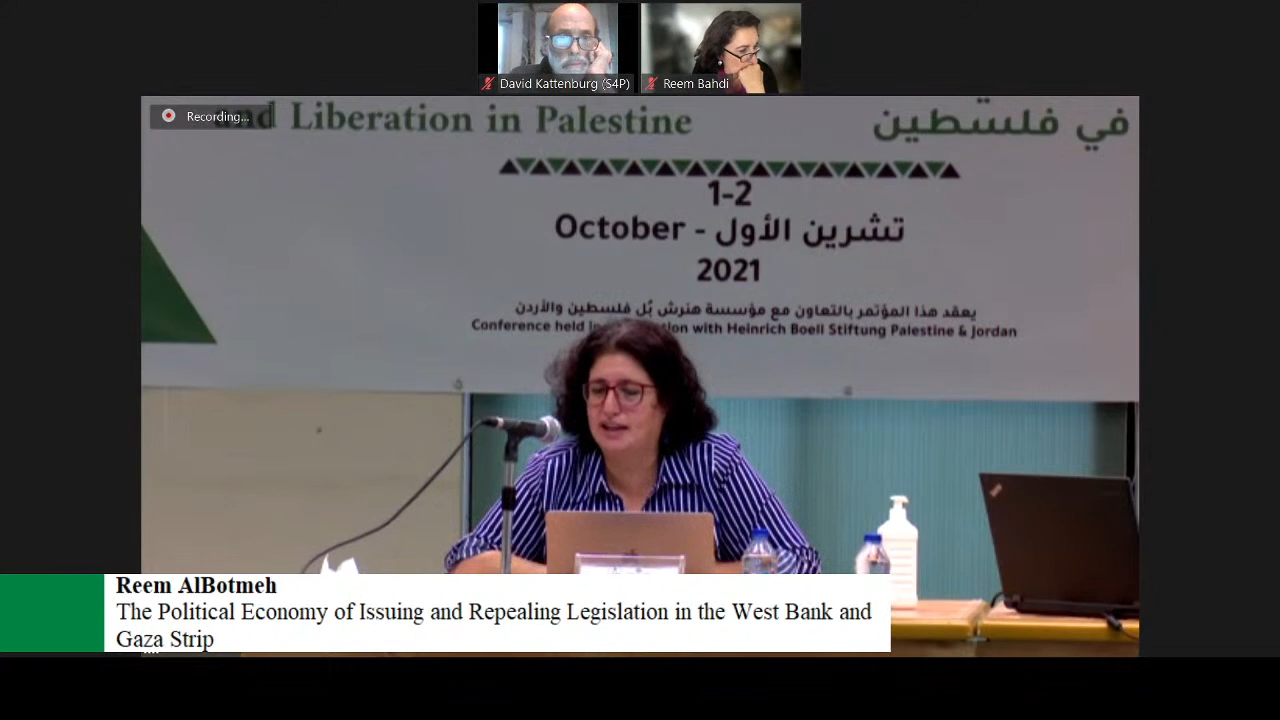 David Kattenburg (S4P)
Reem Bahdi
Recording...
and Liberation in Palestine
في فلسطين
1-2
October - تشرين الأول
2021
يعقد هذا المؤتمر بالتعاون مع مؤسسة هنرش بُل فلسطين والأردن
Conference held in with Heinrich Boell Stiftung Palestine & Jordan
Reem AlBotmeh
The Political Economy of Issuing and Repealing Legislation in the West Bank and
Gaza Strip